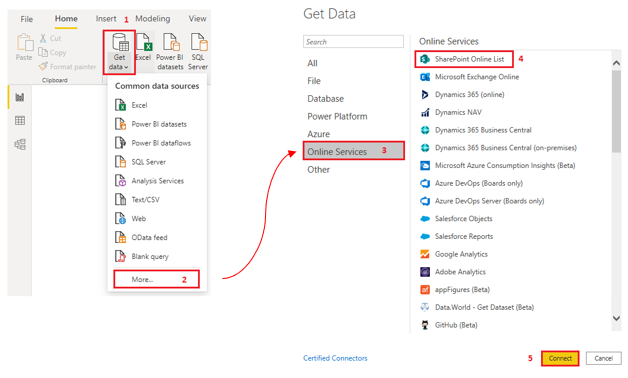 File Home Insert 1 Modeling View
Paste
Cut
Copy
Format painter
Clipboard
Get data
Excel
Power BI datasets
SQL Server
Common data sources
Excel
Power BI datasets
Power BI dataflows
SQL Server
Analysis Services
Text/CSV
Web
OData feed
Blank query
More... 2
Get Data
Search
All
File
Database
Power Platform
Azure
Online Services 3
Other
Online Services
SharePoint Online List 4
Microsoft Exchange Online
Dynamics 365 (online)
Dynamics NAV
Dynamics 365 Business Central
Dynamics 365 Business Central (on-premises)
Microsoft Azure Consumption Insights (Beta)
Azure DevOps (Boards only)
Azure DevOps Server (Boards only)
Salesforce Objects
Salesforce Reports
Google Analytics
Adobe Analytics
appFigures (Beta)
Data.World - Get Dataset (Beta)
GitHub (Beta)
Certified Connectors
5 Connect Cancel